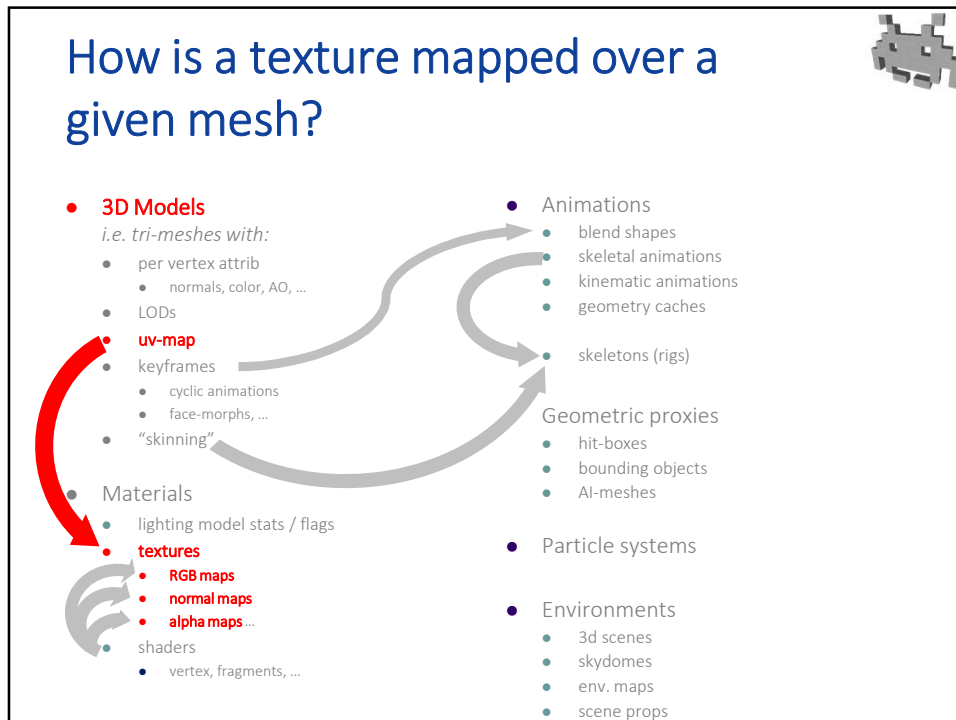 How is a texture mapped over a
given mesh?
● 3D Models
i.e. tri-meshes with:
● per vertex attrib
● normals, color, AO, …
● LODs
● uv-map
● keyframes
● cyclic animations
● face-morphs, …
● “skinning”
● Materials
● lighting model stats / flags
● textures
● RGB maps
● normal maps
● alpha maps …
● shaders
● vertex, fragments, …
● Animations
● blend shapes
● skeletal animations
● kinematic animations
● geometry caches
● skeletons (rigs)
Geometric proxies
● hit-boxes
● bounding objects
● AI-meshes
● Particle systems
● Environments
● 3d scenes
● skydomes
● env. maps
● scene props